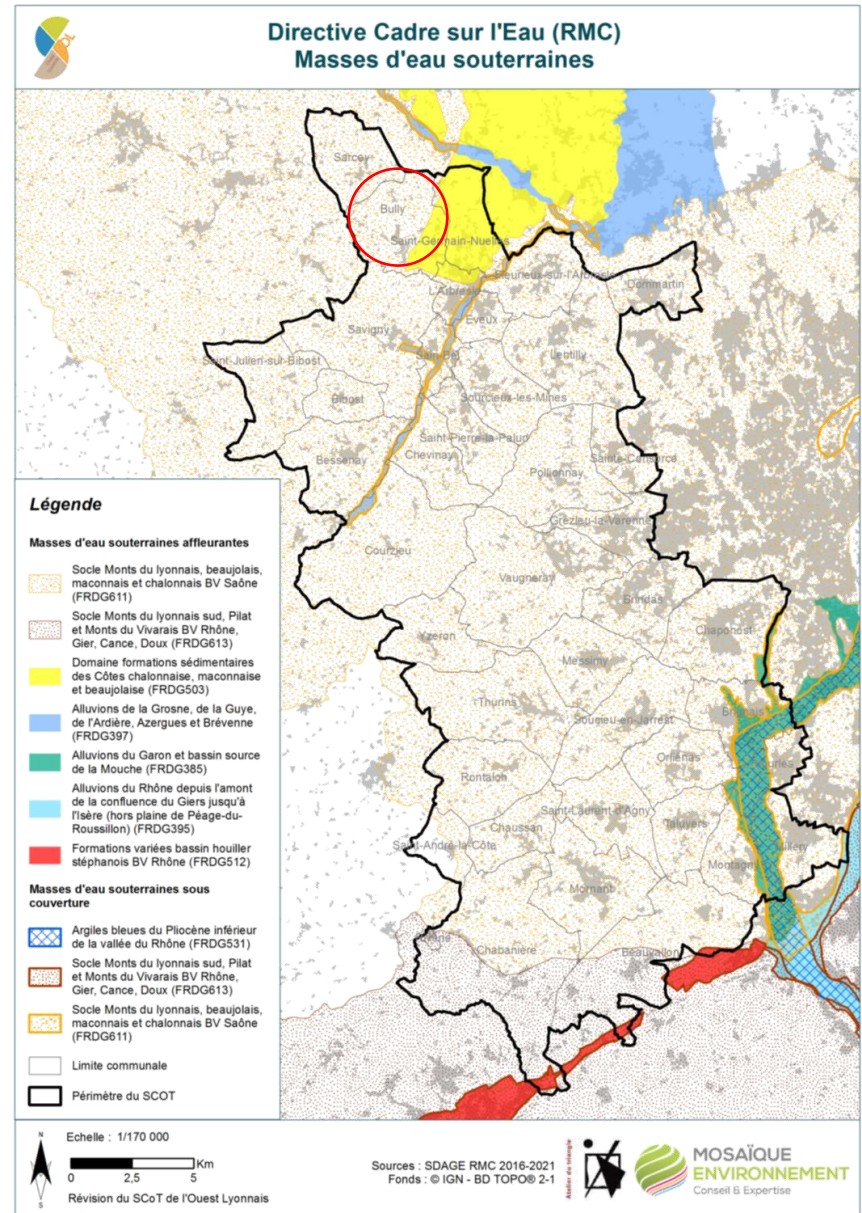 Directive Cadre sur l'Eau (RMC)
Masses d'eau souterraines
Sarcey
Bully
Saint-Germain-Nuelles
Fleurieux-sur-l'Arbresle
Dommartin
L'Arbresle
Eveux
Savigny
Sain-Bel
Lentilly
Saint-Julien-sur-Bibost
Bibost
Sourcieux-les-Mines
Saint-Pierre-la-Palud
Chevinay
Bessenay
Sainte-Consorce
Pollionnay
Grézieu-la-Varenne
Courzieu
Vaugneray
Brindas
Chaponost
Yzeron
Messimy
Thurins
Brignais
Soucieu-en-Jarrest
Orliénas
Rontalon
Saint-Laurent-d'Agny
Chaussan
Taluyers
Saint-André-la-Côte
Montagny
Mornant
Chabanière
Beauvallon
Légende
Masses d'eau souterraines affleurantes
Socle Monts du lyonnais, beaujolais,
maconnais et chalonnais BV Saône
(FRDG611)
Socle Monts du lyonnais sud, Pilat
et Monts du Vivarais BV Rhône,
Gier, Cance, Doux (FRDG613)
Domaine formations sédimentaires
des Côtes chalonnaise, maconnaise
et beaujolaise (FRDG503)
Alluvions de la Grosne, de la Guye,
de l'Ardière, Azergues et Brévenne
(FRDG397)
Alluvions du Garon et bassin source
de la Mouche (FRDG385)
Alluvions du Rhône depuis l'amont
de la confluence du Giers jusqu'à
l'Isère (hors plaine de Péage-du-
Roussillon) (FRDG395)
Formations variées bassin houiller
stéphanois BV Rhône (FRDG512)
Masses d'eau souterraines sous
couverture
Argiles bleues du Pliocène inférieur
de la vallée du Rhône (FRDG531)
Socle Monts du lyonnais sud, Pilat
et Monts du Vivarais BV Rhône,
Gier, Cance, Doux (FRDG613)
Socle Monts du lyonnais, beaujolais,
maconnais et chalonnais BV Saône
(FRDG611)
Limite communale
Périmètre du SCOT
N
S
Echelle : 1/170 000
Km
0 2,5 5
Révision du SCoT de l'Ouest Lyonnais
Sources : SDAGE RMC 2016-2021
Fonds : © IGN - BD TOPO® 2-1
Atelier du triangle
MOSAÏQUE
ENVIRONNEMENT
Conseil & Expertise